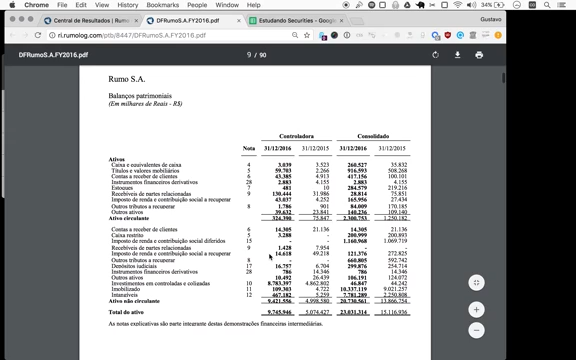 Chrome File Edit View History Bookmarks People Window Help 34%
Central de Resultados | Rumo DFRumoS.A.FY2016.pdf Estudando Securities - Google Gustavo
ri.rumolog.com/ptb/8447/DFRumoS.A.FY2016.pdf
DFRumoS.A.FY2016.pdf 9 / 90
Rumo S.A.
Balanços patrimoniais
(Em milhares de Reais - R$)
Controladora Consolidado
Nota 31/12/2016 31/12/2015 31/12/2016 31/12/2015
Ativos
Caixa e equivalentes de caixa 4 3.039 3.523 260.527 35.832
Títulos e valores mobiliários 5 59.703 2.266 916.593 508.268
Contas a receber de clientes 6 43.385 4.913 417.156 100.101
Instrumentos financeiros derivativos 28 2.883 4.155 2.883 4.155
Estoques 7 481 10 284.579 219.216
Recebíveis de partes relacionadas 9 130.444 31.986 28.814 75.851
Imposto de renda e contribuição social a recuperar 43.037 4.252 165.956 27.434
Outros tributos a recuperar 8 1.786 901 84.009 170.185
Outros ativos 39.632 23.841 140.236 109.140
Ativo circulante 324.390 75.847 2.300.753 1.250.182
Contas a receber de clientes 6 14.305 21.136 14.305 21.136
Caixa restrito 5 3.288 - 200.999 200.893
Imposto de renda e contribuição social diferidos 15 - - 1.160.968 1.069.719
Recebíveis de partes relacionadas 9 1.428 7.954 - -
Imposto de renda e contribuição social a recuperar 14.618 49.218 121.376 272.825
Outros tributos a recuperar 8 - - 660.805 592.742
Depósitos judiciais 17 16.757 6.704 299.876 254.714
Instrumentos financeiros derivativos 28 786 14.346 786 14.346
Outros ativos 10.492 26.439 106.191 124.072
Investimentos em controladas e coligadas 10 8.783.397 4.862.802 46.847 44.242
Imobilizado 11 109.303 4.722 10.337.119 9.021.257
Intangíveis 12 467.182 5.259 7.781.289 2.250.808
Ativo não circulante 9.421.556 4.998.580 20.730.561 13.866.754
Total do ativo 9.745.946 5.074.427 23.031.314 15.116.936
As notas explicativas são parte integrante destas demonstrações financeiras intermediárias.